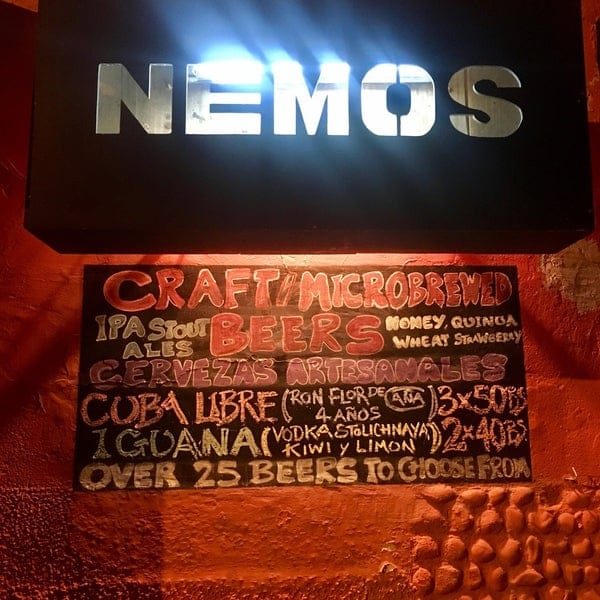 NEMOS
CRAFT // MICROBREWED
IPA STOUT BEERS HONEY, QUINUA
ALES WHEAT STRAWBERRY
CERVEZAS ARTESANALES
CUBA LIBRE (RON FLOR DE CAÑA) 3x50BS.
4 AÑOS
IGUANA (VODKA STOLICHNAYA) 2x40BS.
KIWI Y LIMON
OVER 25 BEERS TO CHOOSE FROM